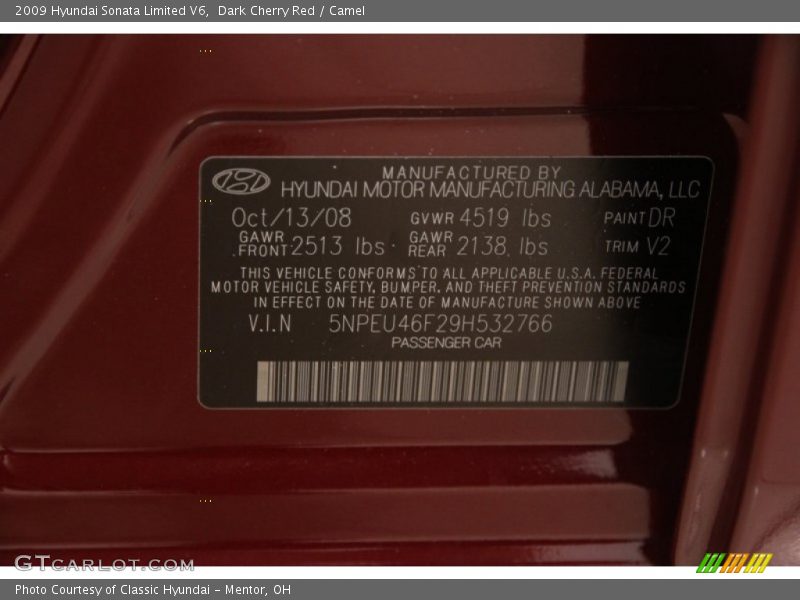 2009 Hyundai Sonata Limited V6,  Dark Cherry Red / Camel
MANUFACTURED BY
HYUNDAI MOTOR MANUFACTURING ALABAMA, LLC
Oct/13/08 GVWR 4519 lbs PAINT DR
GAWR FRONT 2513 lbs GAWR REAR 2138 lbs TRIM V2
THIS VEHICLE CONFORMS TO ALL APPLICABLE U.S.A. FEDERAL
MOTOR VEHICLE SAFETY, BUMPER, AND THEFT PREVENTION STANDARDS
IN EFFECT ON THE DATE OF MANUFACTURE SHOWN ABOVE
V.I.N 5NPEU46F29H532766
PASSENGER CAR
GTCARLOT.COM
Photo Courtesy of Classic Hyundai - Mentor, OH